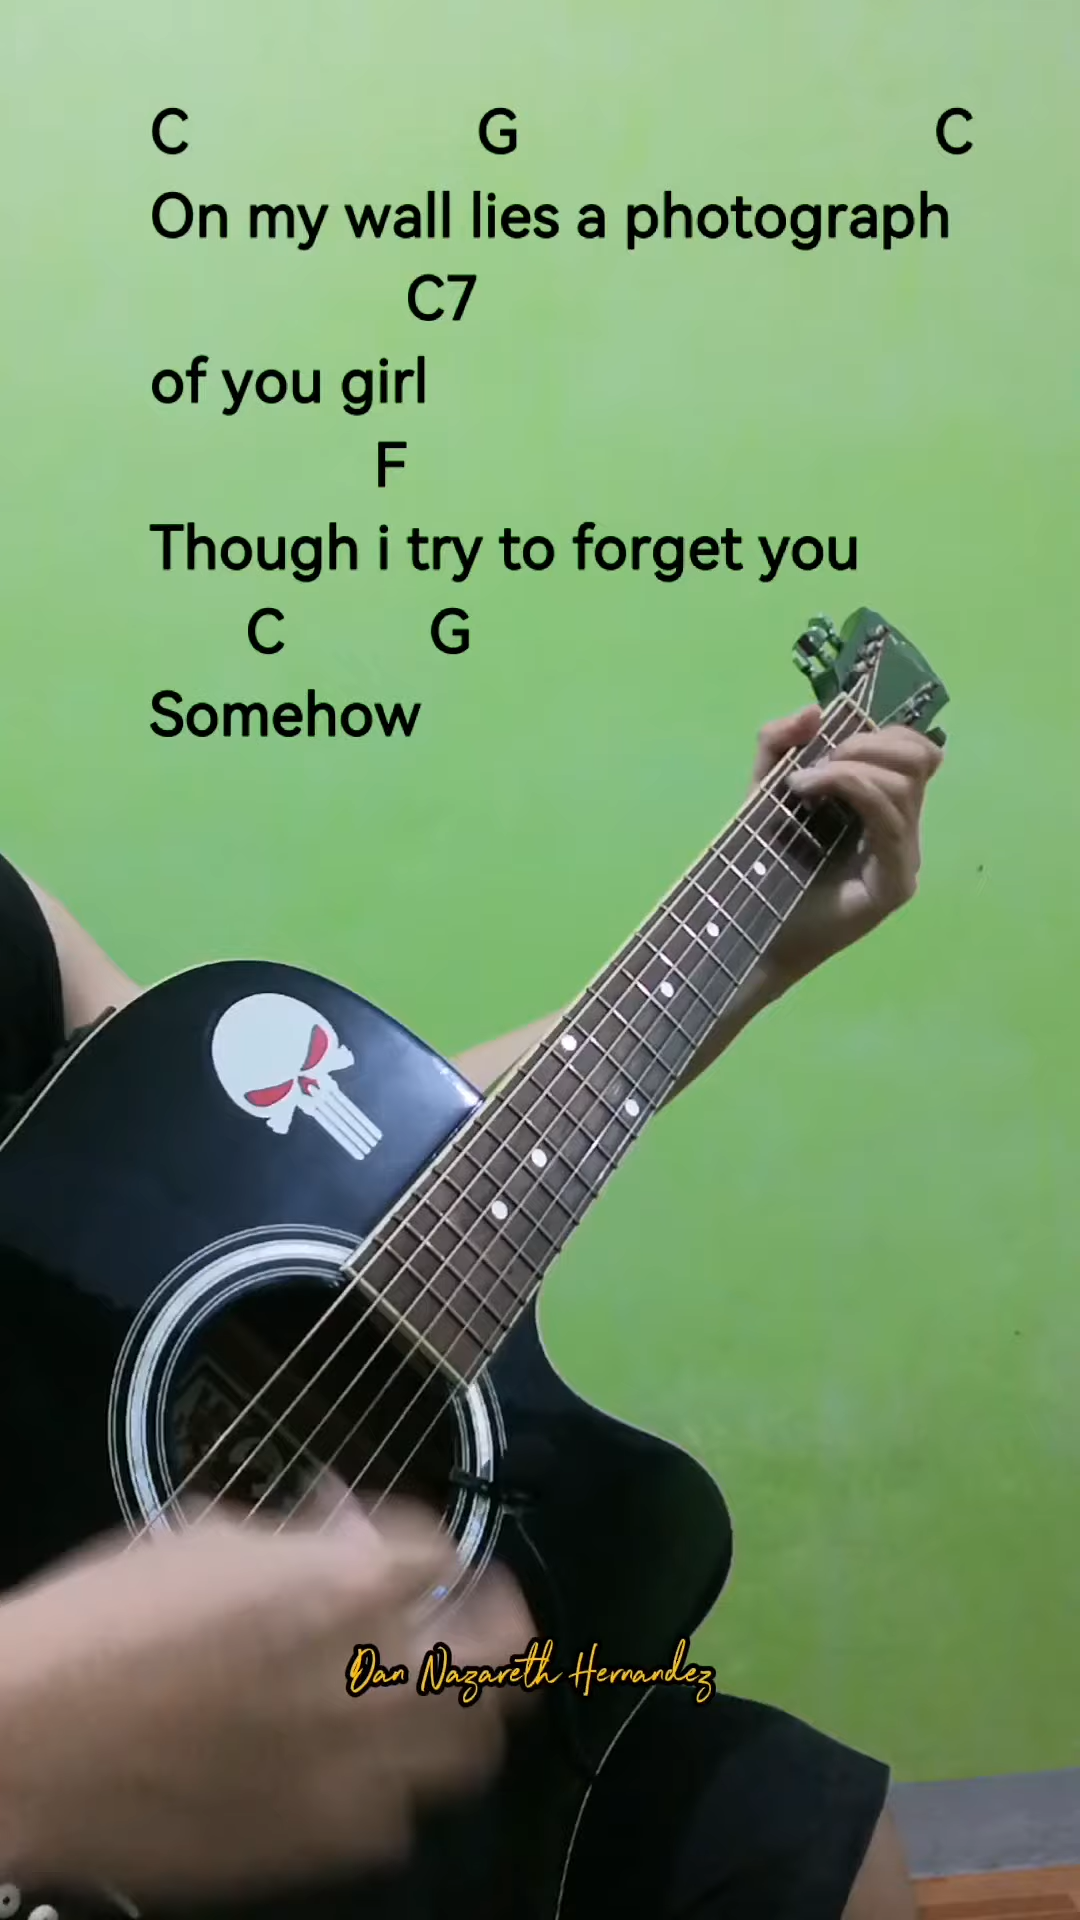 C G C
On my wall lies a photograph
C7
of you girl
F
Though i try to forget you
C G
Somehow
Dan Nazareth Hernandez